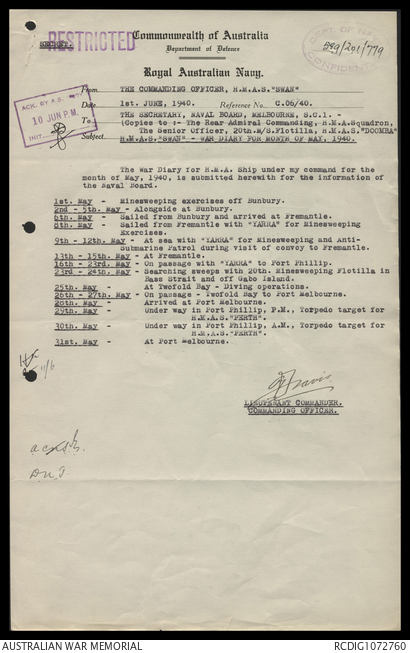 SECRET.
RESTRICTED
Commonwealth of Australia
Department of Defence
DEPT. OF NAVY
589/201/779
CONFIDENTIAL
Royal Australian Navy.
ACK. BY A.S.
10 JUN P.M.
INIT.
From THE COMMANDING OFFICER, H.M.A.S."SWAN"
Date 1st. JUNE, 1940. Reference No. C.06/40.
To THE SECRETARY, NAVAL BOARD, MELBOURNE, S.C.1. -
(Copies to :- The Rear Admiral Commanding, H.M.A.Squadron,
The Senior Officer, 20th.M/S.Flotilla, H.M.A.S."DOOMBA"
Subject H.M.A.S."SWAN" - WAR DIARY FOR MONTH OF MAY, 1940.
The War Diary for H.M.A. Ship under my command for the
month of May, 1940, is submitted herewith for the information of
the Naval Board.
1st. May - Minesweeping exercises off Bunbury.
2nd - 5th. May - Alongside at Bunbury.
6th. May - Sailed from Bunbury and arrived at Fremantle.
8th. May - Sailed from Fremantle with "YARRA" for Minesweeping
Exercises.
9th - 12th. May - At sea with "YARRA" for Minesweeping and Anti-
Submarine Patrol during visit of convoy to Fremantle.
13th - 15th. May - At Fremantle.
16th - 23rd. May - On passage with "YARRA" to Port Phillip.
23rd - 24th. May - Searching sweeps with 20th. Minesweeping Flotilla in
Bass Strait and off Gabo Island.
25th. May - At Twofold Bay - Diving operations.
26th - 27th. May - On passage - Twofold Bay to Port Melbourne.
28th. May - Arrived at Port Melbourne.
29th. May - Under way in Port Phillip, P.M., Torpedo target for
H.M.A.S."PERTH".
30th. May - Under way in Port Phillip, A.M., Torpedo target for
H.M.A.S."PERTH".
31st. May - At Port Melbourne.
11/6
Travis
LIEUTENANT COMMANDER.
COMMANDING OFFICER.
AUSTRALIAN WAR MEMORIAL
RCDIG1072760